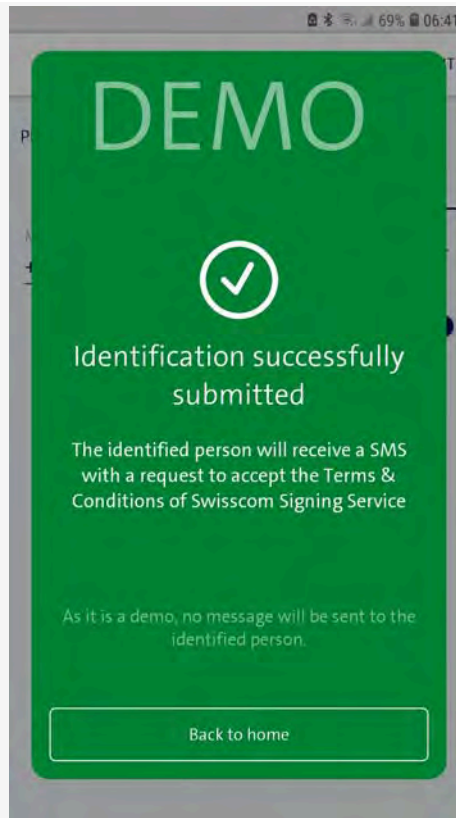 69% 06:41
DEMO
Identification successfully
submitted
The identified person will receive a SMS
with a request to accept the Terms &
Conditions of Swisscom Signing Service
As it is a demo, no message will be sent to the
identified person.
Back to home